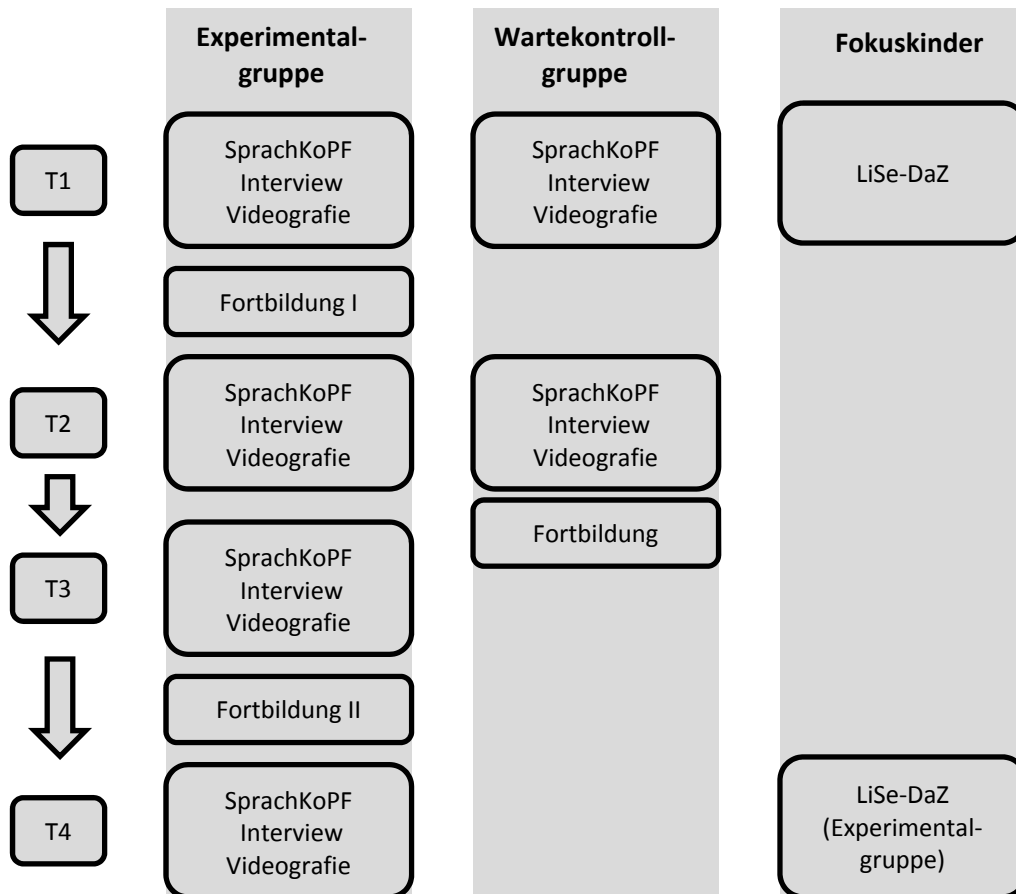 Experimental-
gruppe
Wartekontroll-
gruppe
Fokuskinder
T1
SprachKoPF
Interview
Videografie
SprachKoPF
Interview
Videografie
LiSe-DaZ
Fortbildung I
T2
SprachKoPF
Interview
Videografie
SprachKoPF
Interview
Videografie
Fortbildung
T3
SprachKoPF
Interview
Videografie
Fortbildung II
T4
SprachKoPF
Interview
Videografie
LiSe-DaZ
(Experimental-
gruppe)